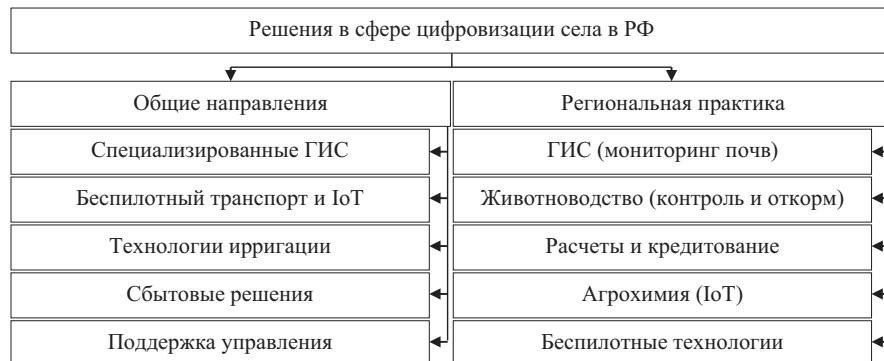 Решения в сфере цифровизации села в РФ
Общие направления
Региональная практика
Специализированные ГИС
ГИС (мониторинг почв)
Беспилотный транспорт и IoT
Животноводство (контроль и откорм)
Технологии ирригации
Расчеты и кредитование
Сбытовые решения
Агрохимия (IoT)
Поддержка управления
Беспилотные технологии